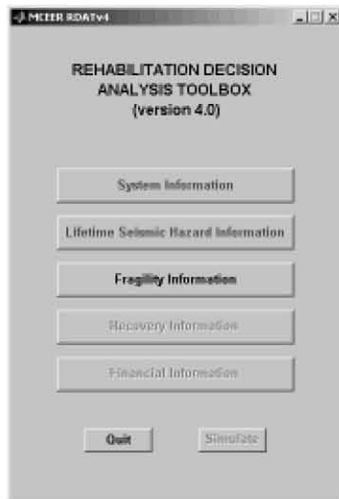 MCEER RDATv4
REHABILITATION DECISION
ANALYSIS TOOLBOX
(version 4.0)
System Information
Lifetime Seismic Hazard Information
Fragility Information
Recovery Information
Financial Information
Quit Simulate